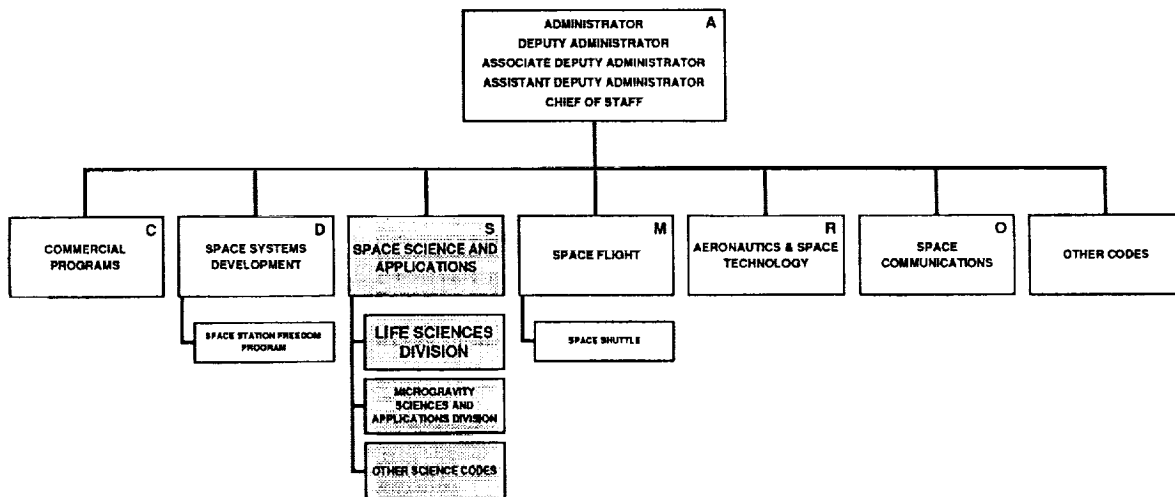 A
ADMINISTRATOR
DEPUTY ADMINISTRATOR
ASSOCIATE DEPUTY ADMINISTRATOR
ASSISTANT DEPUTY ADMINISTRATOR
CHIEF OF STAFF
C
COMMERCIAL
PROGRAMS
D
SPACE SYSTEMS
DEVELOPMENT
S
SPACE SCIENCE AND
APPLICATIONS
M
SPACE FLIGHT
R
AERONAUTICS & SPACE
TECHNOLOGY
O
SPACE
COMMUNICATIONS
OTHER CODES
SPACE STATION FREEDOM
PROGRAM
LIFE SCIENCES
DIVISION
MICROGRAVITY
SCIENCES AND
APPLICATIONS DIVISION
OTHER SCIENCE CODES
SPACE SHUTTLE